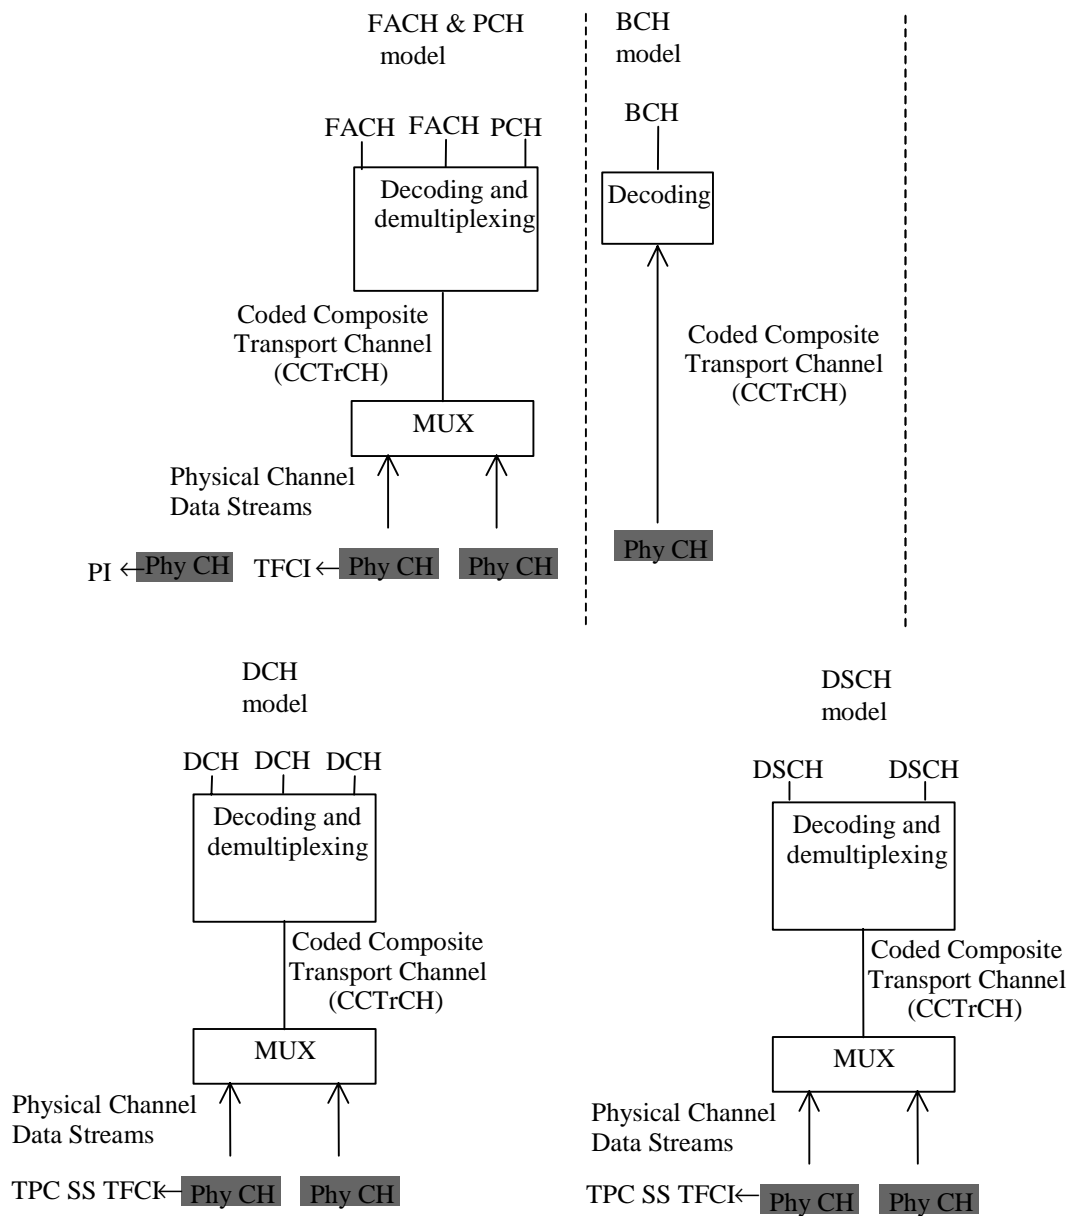 FACH & PCH
model
BCH
model
FACH FACH PCH
BCH
Decoding and
demultiplexing
Decoding
Coded Composite
Transport Channel
(CCTrCH)
Coded Composite
Transport Channel
(CCTrCH)
MUX
Physical Channel
Data Streams
PI Phy CH TFCI Phy CH Phy CH
Phy CH
DCH
model
DSCH
model
DCH DCH DCH
DSCH DSCH
Decoding and
demultiplexing
Decoding and
demultiplexing
Coded Composite
Transport Channel
(CCTrCH)
Coded Composite
Transport Channel
(CCTrCH)
MUX
MUX
Physical Channel
Data Streams
Physical Channel
Data Streams
TPC SS TFCI Phy CH Phy CH
TPC SS TFCI Phy CH Phy CH